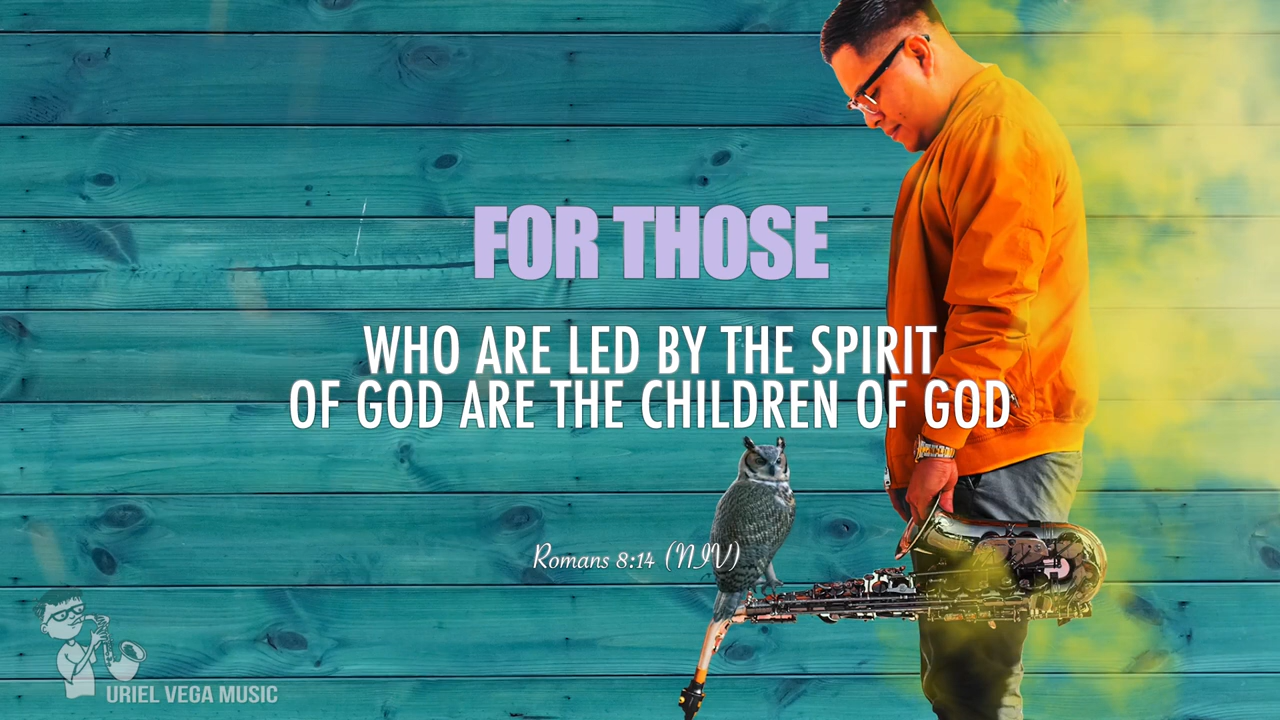 FOR THOSE
WHO ARE LED BY THE SPIRIT
OF GOD ARE THE CHILDREN OF GOD
Romans 8:14 (NIV)
URIEL VEGA MUSIC